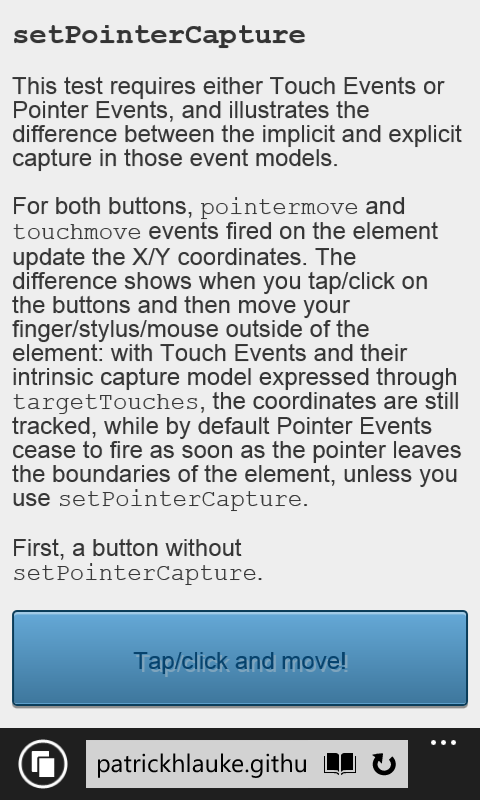 setPointerCapture
This test requires either Touch Events or
Pointer Events, and illustrates the
difference between the implicit and explicit
capture in those event models.
For both buttons, pointermove and
touchmove events fired on the element
update the X/Y coordinates. The
difference shows when you tap/click on
the buttons and then move your
finger/stylus/mouse outside of the
element: with Touch Events and their
intrinsic capture model expressed through
targetTouches, the coordinates are still
tracked, while by default Pointer Events
cease to fire as soon as the pointer leaves
the boundaries of the element, unless you
use setPointerCapture.
First, a button without
setPointerCapture.
Tap/click and move!
patrickhlauke.githu